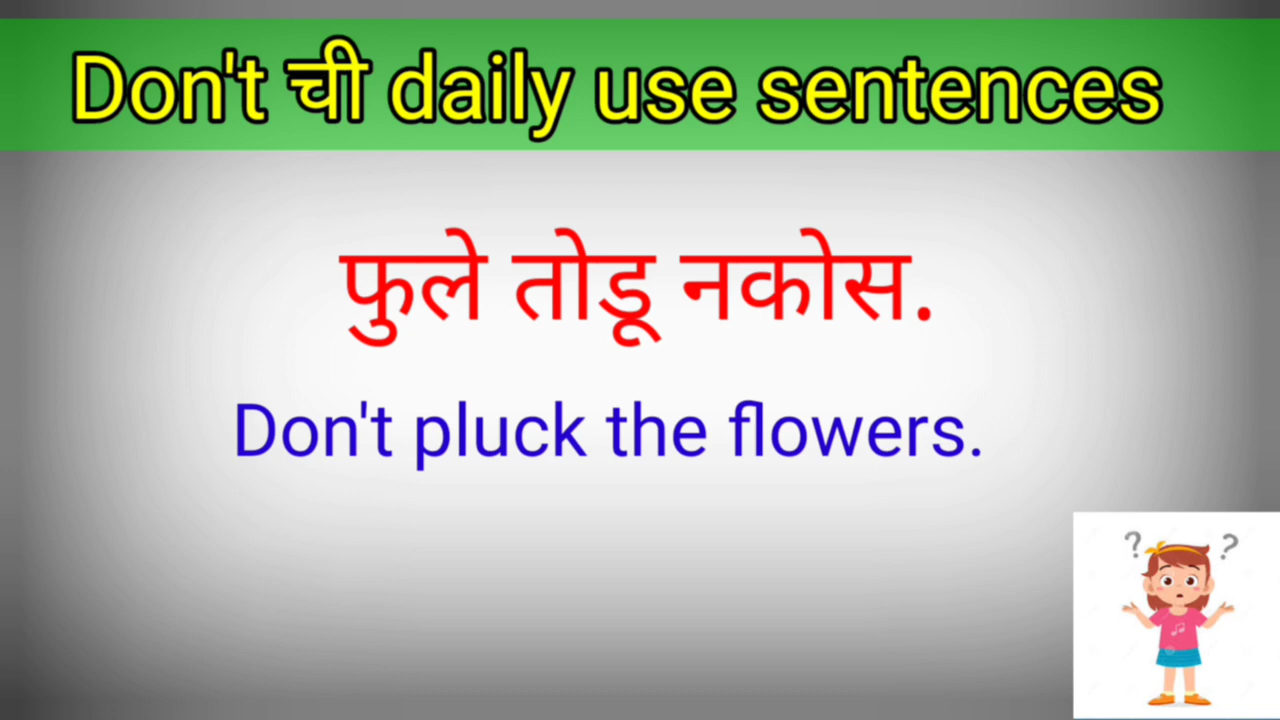 Don't ची daily use sentences
फुले तोडू नकोस.
Don't pluck the flowers.